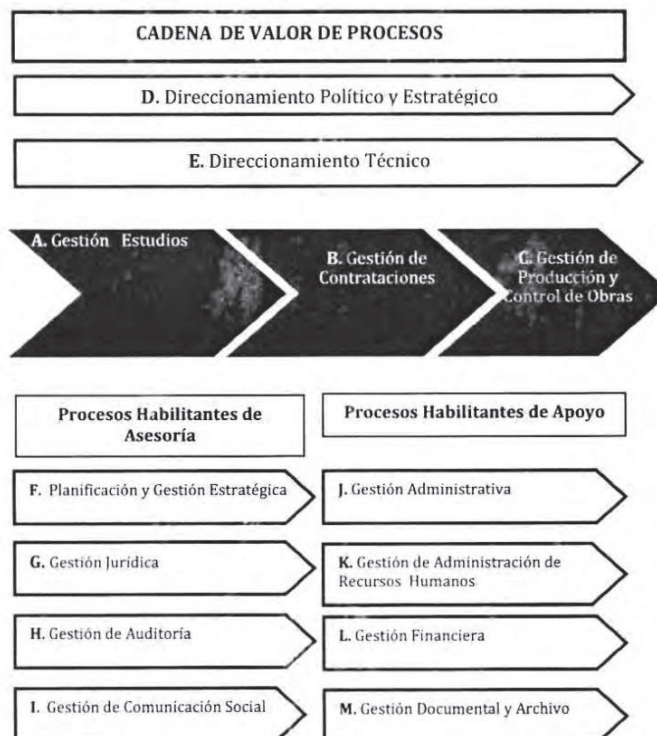 CADENA DE VALOR DE PROCESOS
D. Direccionamiento Político y Estratégico
E. Direccionamiento Técnico
A. Gestión Estudios
B. Gestión de
Contrataciones
C. Gestión de
Producción y
Control de Obras
Procesos Habilitantes de
Asesoría
Procesos Habilitantes de Apoyo
F. Planificación y Gestión Estratégica
J. Gestión Administrativa
G. Gestión Jurídica
K. Gestión de Administración de
Recursos Humanos
H. Gestión de Auditoría
L. Gestión Financiera
I. Gestión de Comunicación Social
M. Gestión Documental y Archivo